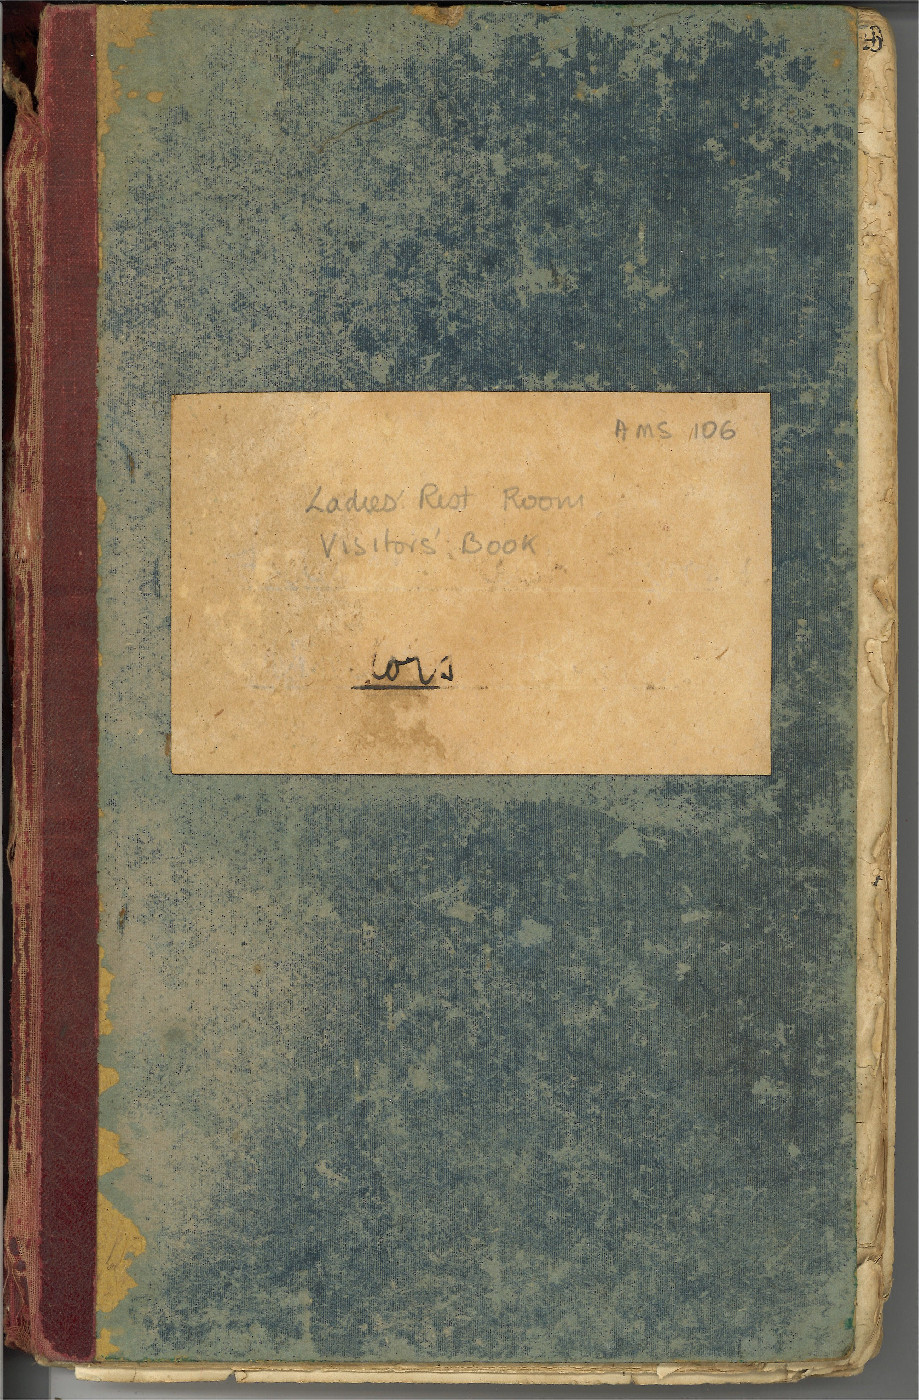 AMS 106
Ladies' Rest Room
Visitors' Book